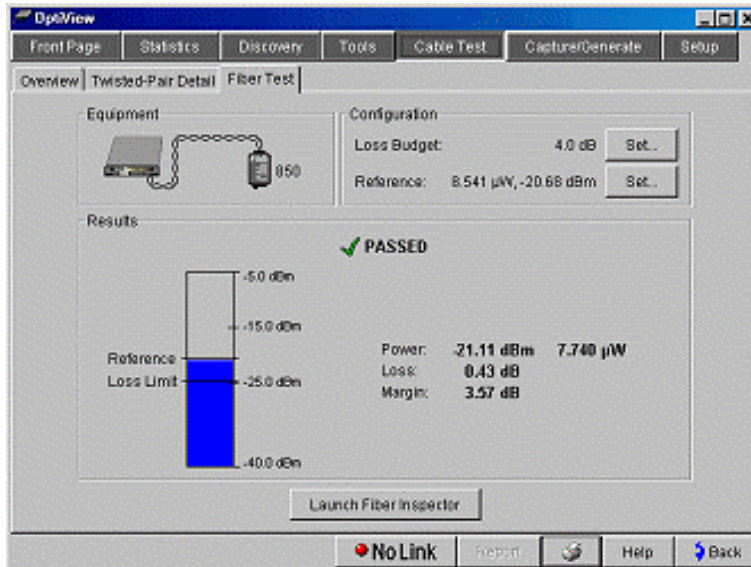 OptiView
Front Page Statistics Discovery Tools Cable Test Capture/Generate Setup
Overview Twisted-Pair Detail Fiber Test
Equipment
850
Configuration
Loss Budget: 4.0 dB Set...
Reference: 8.541 µW,-20.68 dBm Set...
Results
PASSED
-5.0 dBm
-15.0 dBm
Reference
Loss Limit -25.0 dBm
-40.0 dBm
Power: -21.11 dBm 7.740 µW
Loss: 0.43 dB
Margin: 3.57 dB
Launch Fiber Inspector
No Link Report Help Back